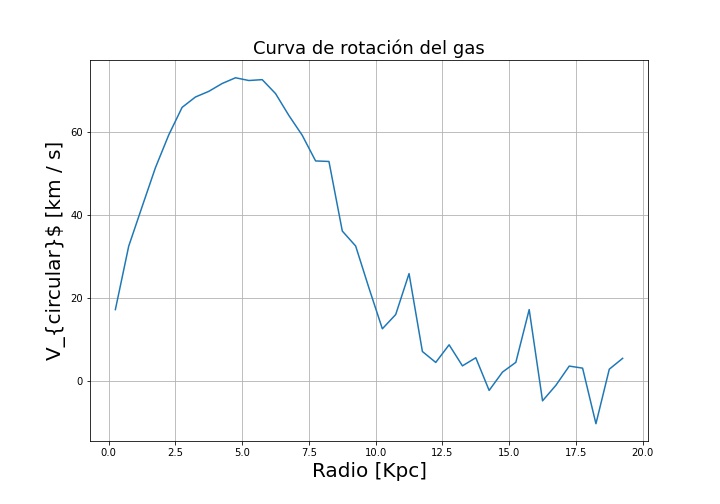 Curva de rotación del gas
V_{circular}$ [km / s]
60
40
20
0
0.0 2.5 5.0 7.5 10.0 12.5 15.0 17.5 20.0
Radio [Kpc]